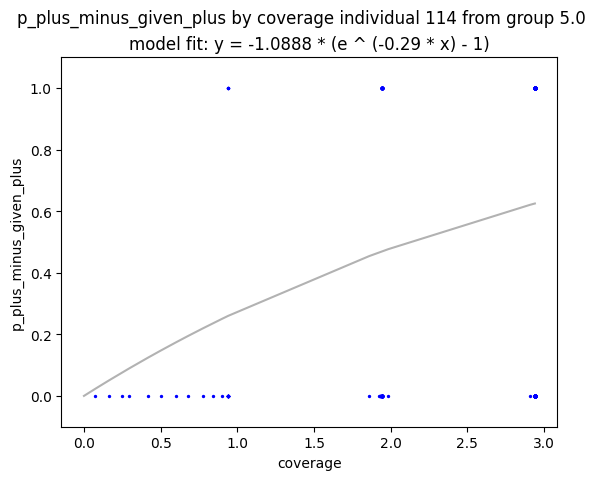 p_plus_minus_given_plus by coverage individual 114 from group 5.0
model fit: y = -1.0888 * (e ^ (-0.29 * x) - 1)
1.0
0.8
0.6
0.4
0.2
0.0
p_plus_minus_given_plus
0.0 0.5 1.0 1.5 2.0 2.5 3.0
coverage